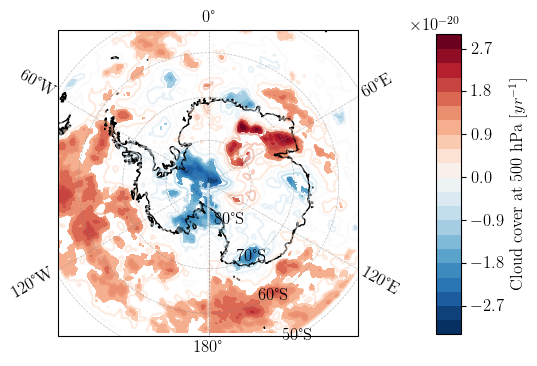 0°
×10⁻²⁰
60°W
60°E
2.7
1.8
0.9
0.0
−0.9
−1.8
−2.7
Cloud cover at 500 hPa [yr⁻¹]
80°S
70°S
60°S
50°S
120°W
120°E
180°